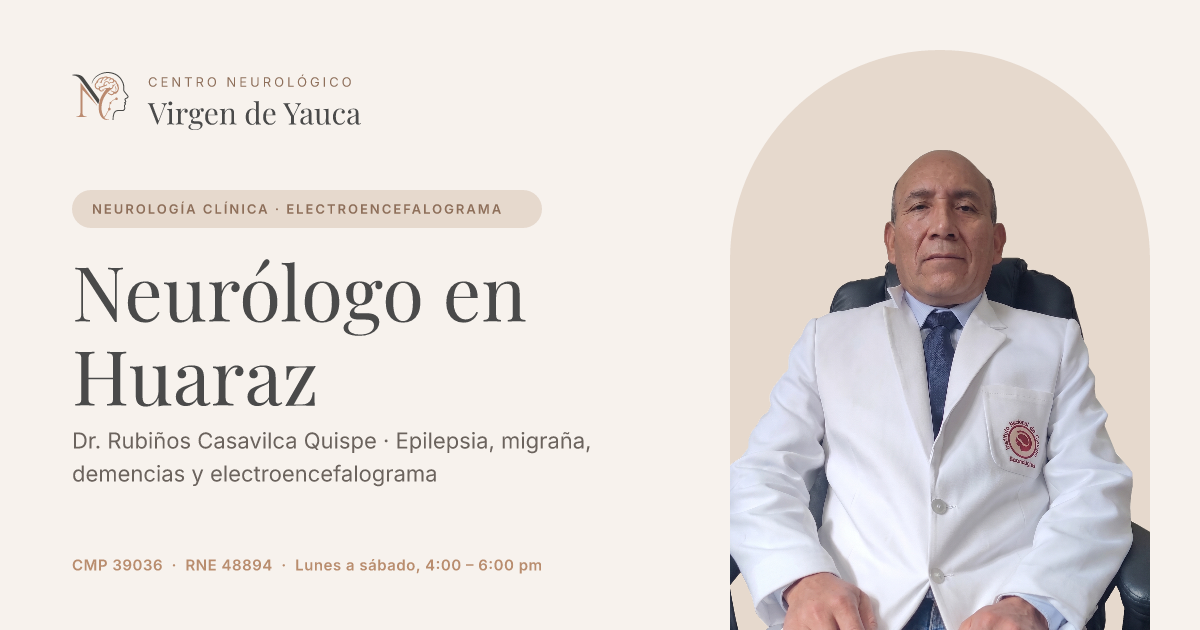 CENTRO NEUROLÓGICO
Virgen de Yauca
NEUROLOGÍA CLÍNICA · ELECTROENCEFALOGRAMA
Neurólogo en
Huaraz
Dr. Rubiños Casavilca Quispe · Epilepsia, migraña,
demencias y electroencefalograma
CMP 39036 · RNE 48894 · Lunes a sábado, 4:00 – 6:00 pm